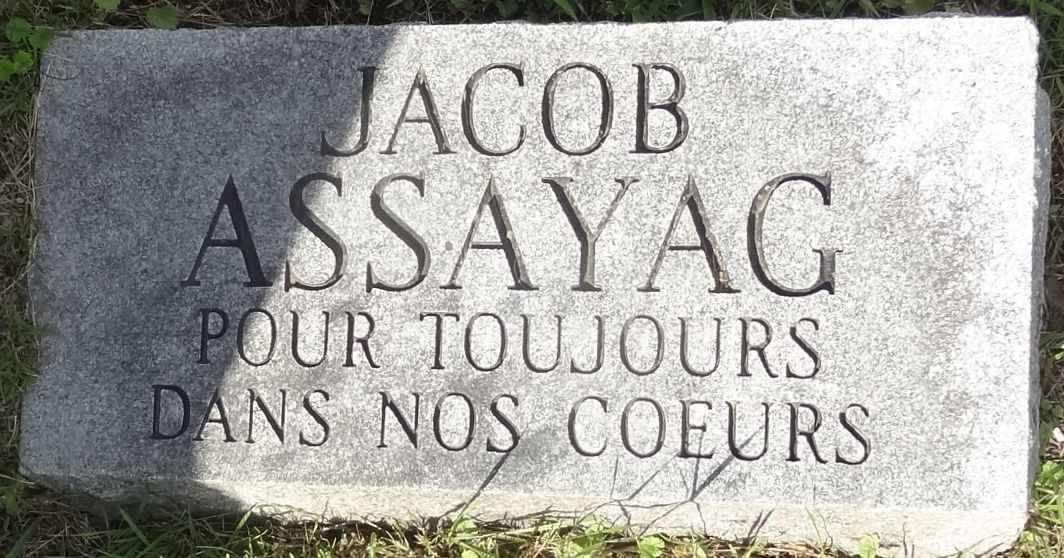 JACOB
ASSAYAG
POUR TOUJOURS
DANS NOS COEURS